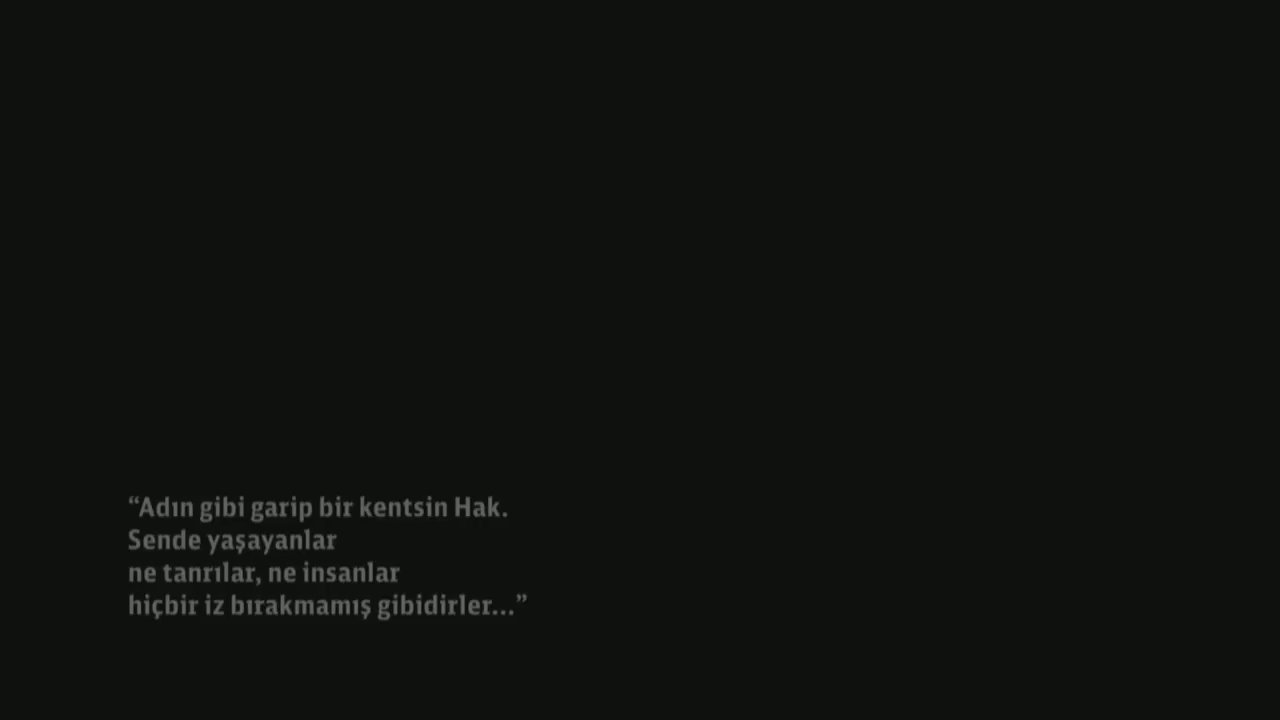 “Adın gibi garip bir kentsin Hak.
Sende yaşayanlar
ne tanrılar, ne insanlar
hiçbir iz bırakmamış gibidirler...”